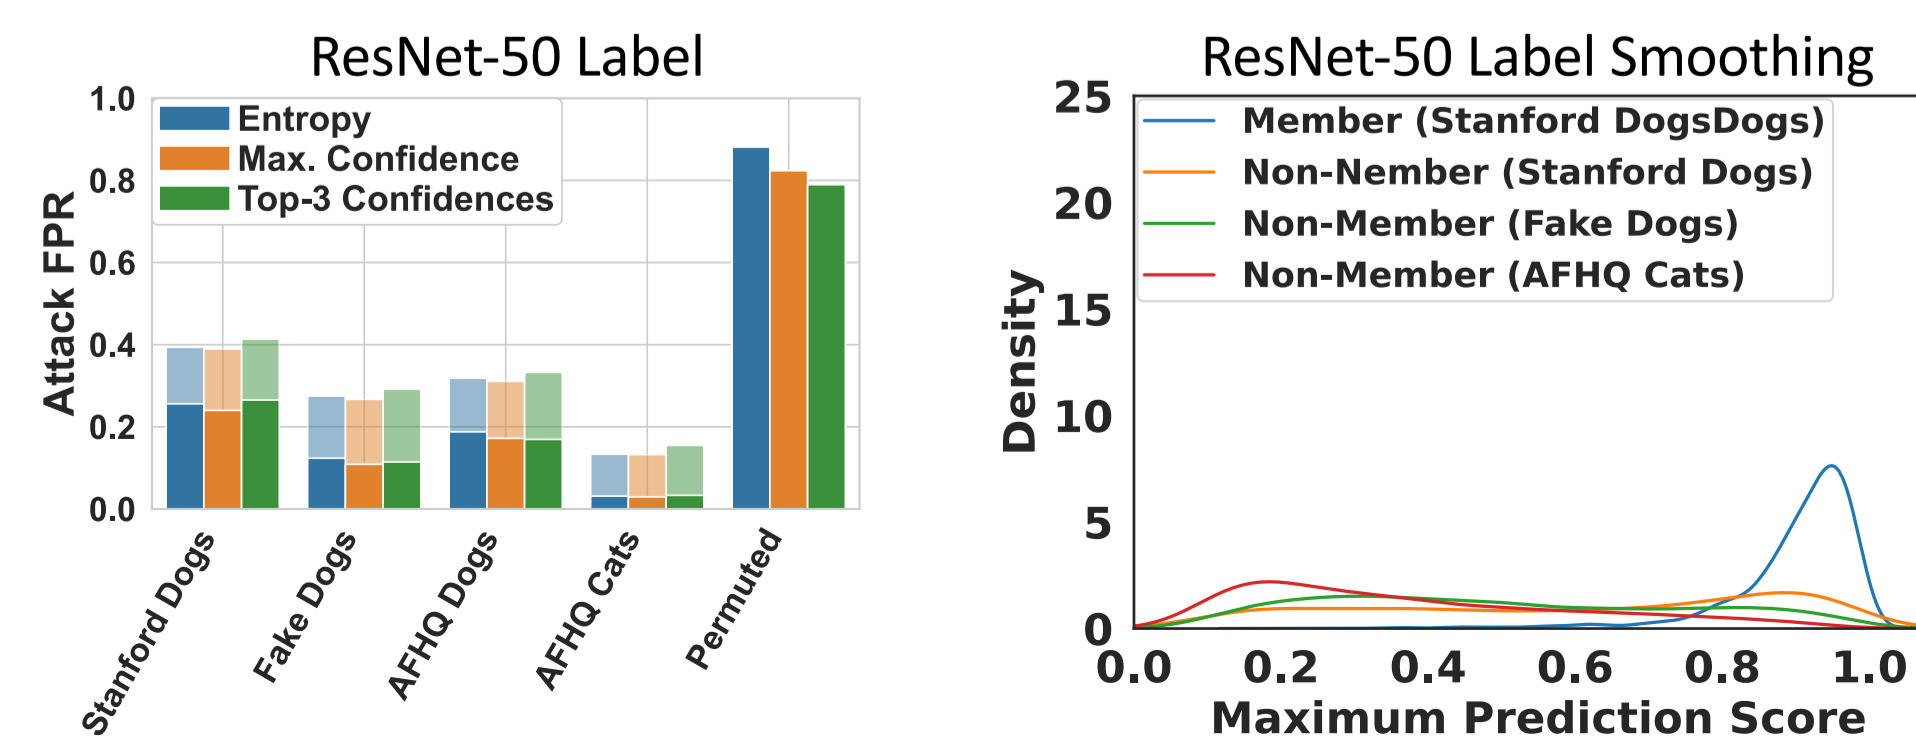 ResNet-50 Label
1.0
0.8
0.6
0.4
0.2
0.0
Attack FPR
Entropy
Max. Confidence
Top-3 Confidences
Stanford Dogs
Fake Dogs
AFHQ Dogs
AFHQ Cats
Permuted
ResNet-50 Label Smoothing
25
20
15
10
5
0
Density
Member (Stanford DogsDogs)
Non-Nember (Stanford Dogs)
Non-Member (Fake Dogs)
Non-Member (AFHQ Cats)
0.0 0.2 0.4 0.6 0.8 1.0
Maximum Prediction Score